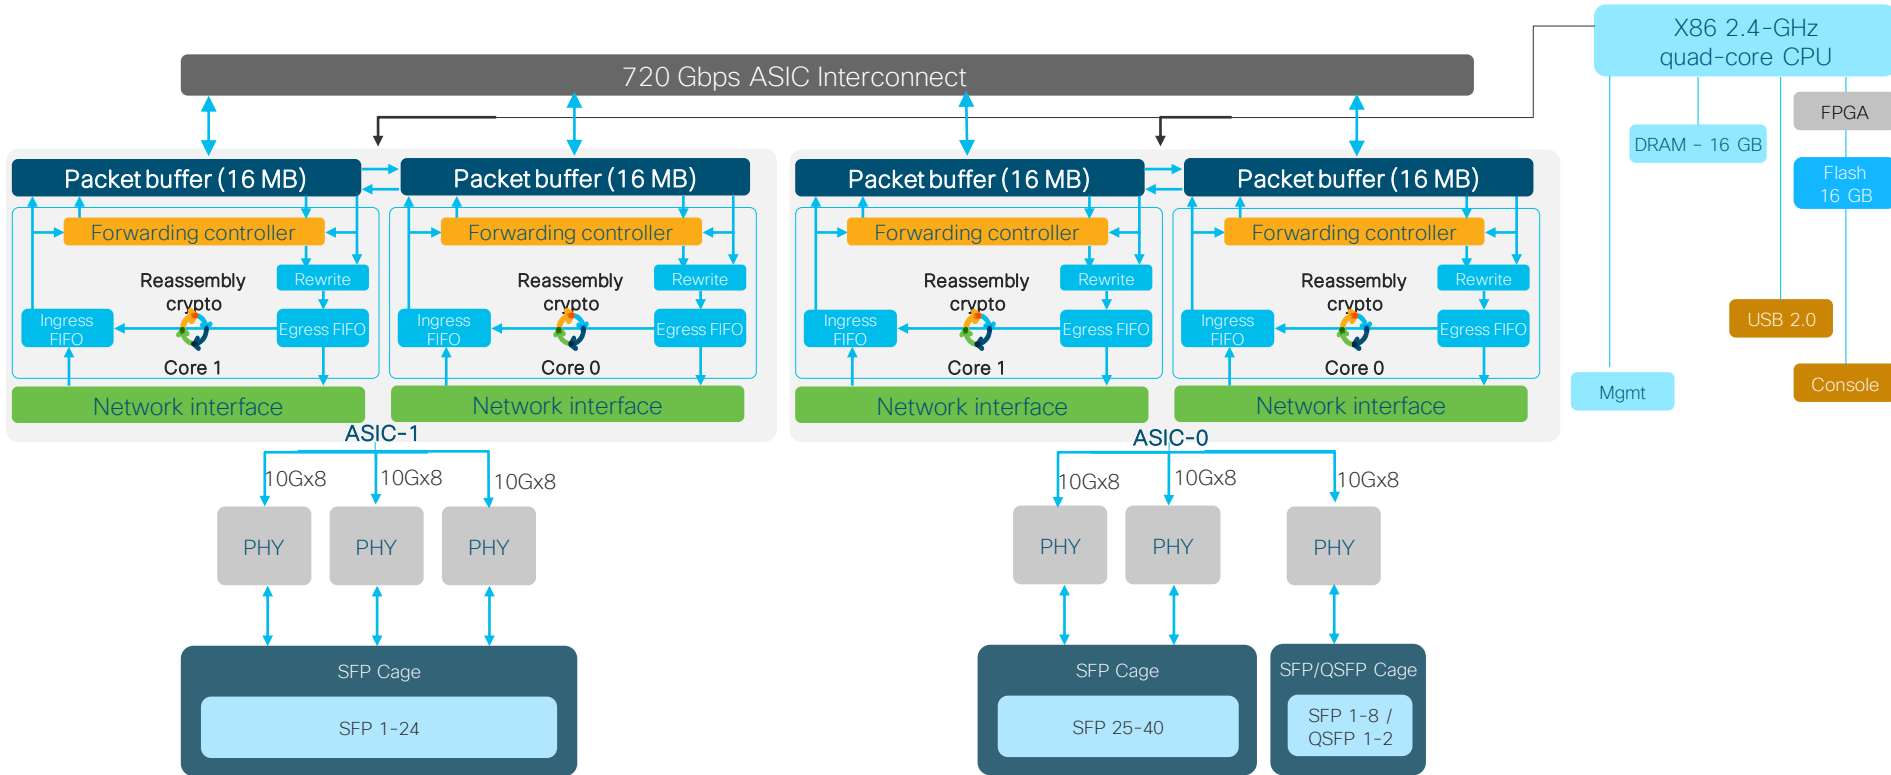 X86 2.4-GHz
quad-core CPU
720 Gbps ASIC Interconnect
FPGA
DRAM – 16 GB
Flash
16 GB
USB 2.0
Mgmt
Console
Packet buffer (16 MB)
Forwarding controller
Reassembly
crypto
Rewrite
Ingress
FIFO
Egress FIFO
Core 1
Network interface
Packet buffer (16 MB)
Forwarding controller
Reassembly
crypto
Rewrite
Ingress
FIFO
Egress FIFO
Core 0
Network interface
ASIC-1
Packet buffer (16 MB)
Forwarding controller
Reassembly
crypto
Rewrite
Ingress
FIFO
Egress FIFO
Core 1
Network interface
Packet buffer (16 MB)
Forwarding controller
Reassembly
crypto
Rewrite
Ingress
FIFO
Egress FIFO
Core 0
Network interface
ASIC-0
10Gx8
10Gx8
10Gx8
PHY
PHY
PHY
SFP Cage
SFP 1-24
10Gx8
10Gx8
10Gx8
PHY
PHY
PHY
SFP Cage
SFP 25-40
SFP/QSFP Cage
SFP 1-8 /
QSFP 1-2